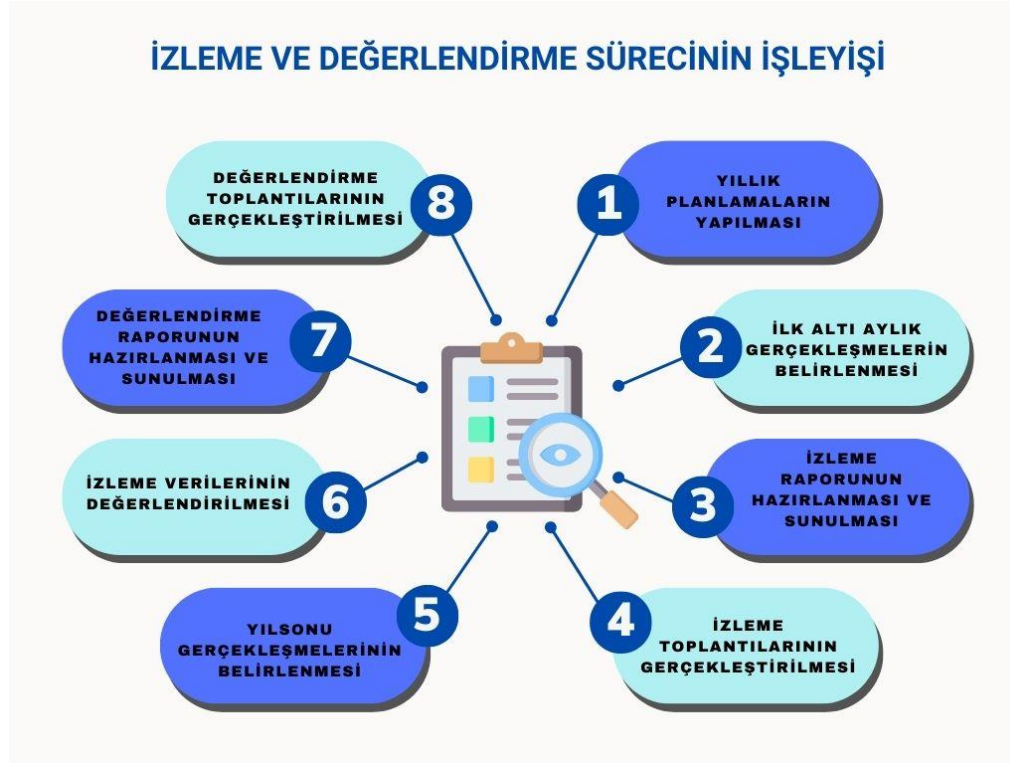 İZLEME VE DEĞERLENDİRME SÜRECİNİN İŞLEYİŞİ
1
YILLIK
PLANLAMALARIN
YAPILMASI
2
İLK ALTI AYLIK
GERÇEKLEŞMELERİN
BELİRLENMESİ
3
İZLEME
RAPORUNUN
HAZIRLANMASI VE
SUNULMASI
4
İZLEME
TOPLANTILARININ
GERÇEKLEŞTİRİLMESİ
5
YILSONU
GERÇEKLEŞMELERİNİN
BELİRLENMESİ
6
İZLEME VERİLERİNİN
DEĞERLENDİRİLMESİ
7
DEĞERLENDİRME
RAPORUNUN
HAZIRLANMASI VE
SUNULMASI
8
DEĞERLENDİRME
TOPLANTILARININ
GERÇEKLEŞTİRİLMESİ